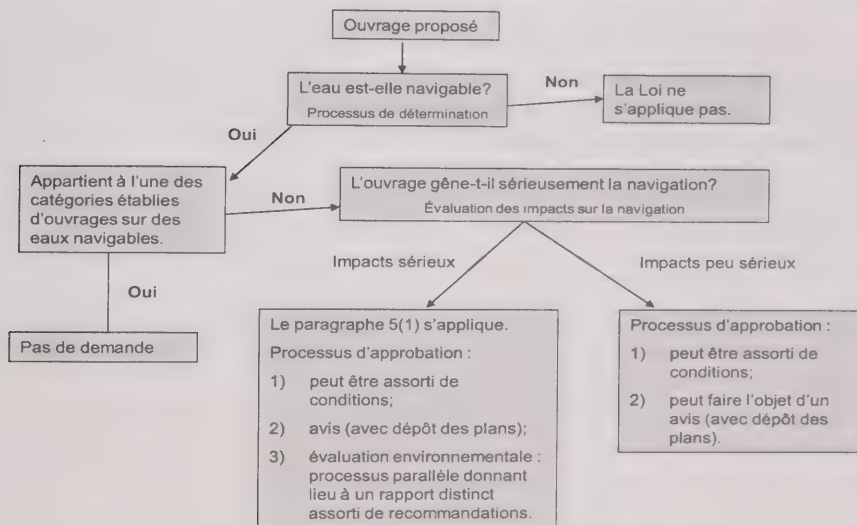 Ouvrage proposé
L'eau est-elle navigable?
Processus de détermination
Non
La Loi ne
s'applique pas.
Oui
Appartient à l'une des
catégories établies
d'ouvrages sur des
eaux navigables.
Non
L'ouvrage gêne-t-il sérieusement la navigation?
Évaluation des impacts sur la navigation
Oui
Impacts sérieux
Impacts peu sérieux
Pas de demande
Le paragraphe 5(1) s'applique.
Processus d'approbation :
1) peut être assorti de
conditions;
2) avis (avec dépôt des plans);
3) évaluation environnementale :
processus parallèle donnant
lieu à un rapport distinct
assorti de recommandations.
Processus d'approbation :
1) peut être assorti de
conditions;
2) peut faire l'objet d'un
avis (avec dépôt des
plans).